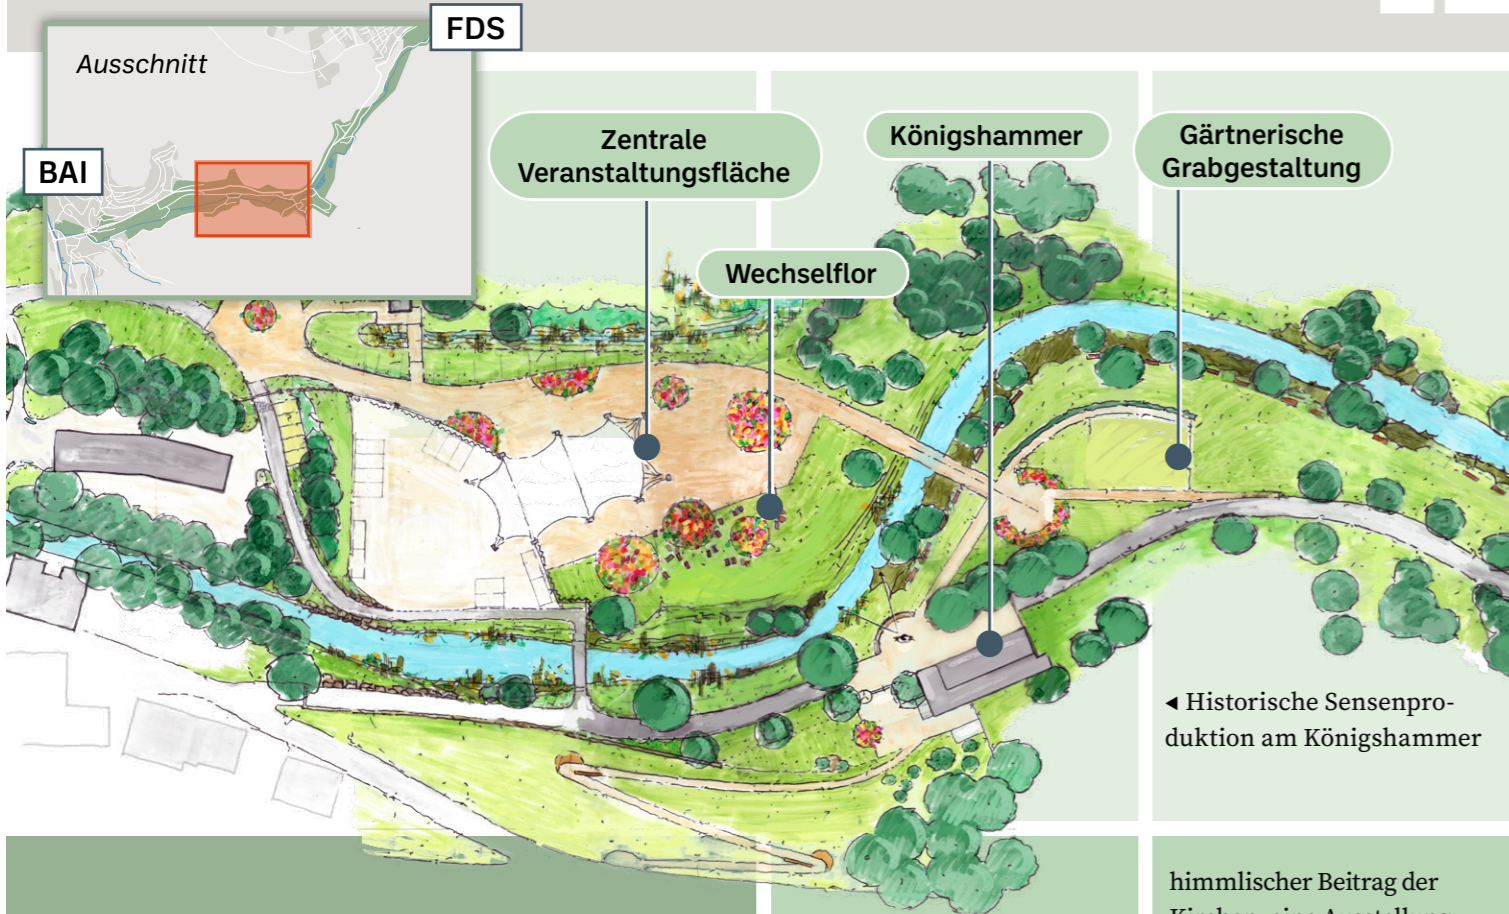 FDS
Ausschnitt
BAI
Zentrale
Veranstaltungsfläche
Königshammer
Gärtnerische
Grabgestaltung
Wechselflor
◂ Historische Sensenpro-
duktion am Königshammer
himmlischer Beitrag der